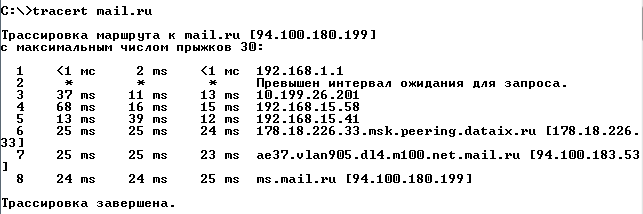 C:\>tracert mail.ru
Трассировка маршрута к mail.ru [94.100.180.199]
с максимальным числом прыжков 30:
1 <1 мс 2 ms <1 мс 192.168.1.1
2 * * * Превышен интервал ожидания для запроса.
3 37 ms 11 ms 13 ms 10.199.26.201
4 68 ms 16 ms 15 ms 192.168.15.58
5 13 ms 39 ms 12 ms 192.168.15.41
6 25 ms 25 ms 24 ms 178.18.226.33.msk.peering.dataix.ru [178.18.226.
33]
7 25 ms 25 ms 23 ms ae37.vlan905.dl4.m100.net.mail.ru [94.100.183.53
]
8 24 ms 24 ms 25 ms ms.mail.ru [94.100.180.199]
Трассировка завершена.